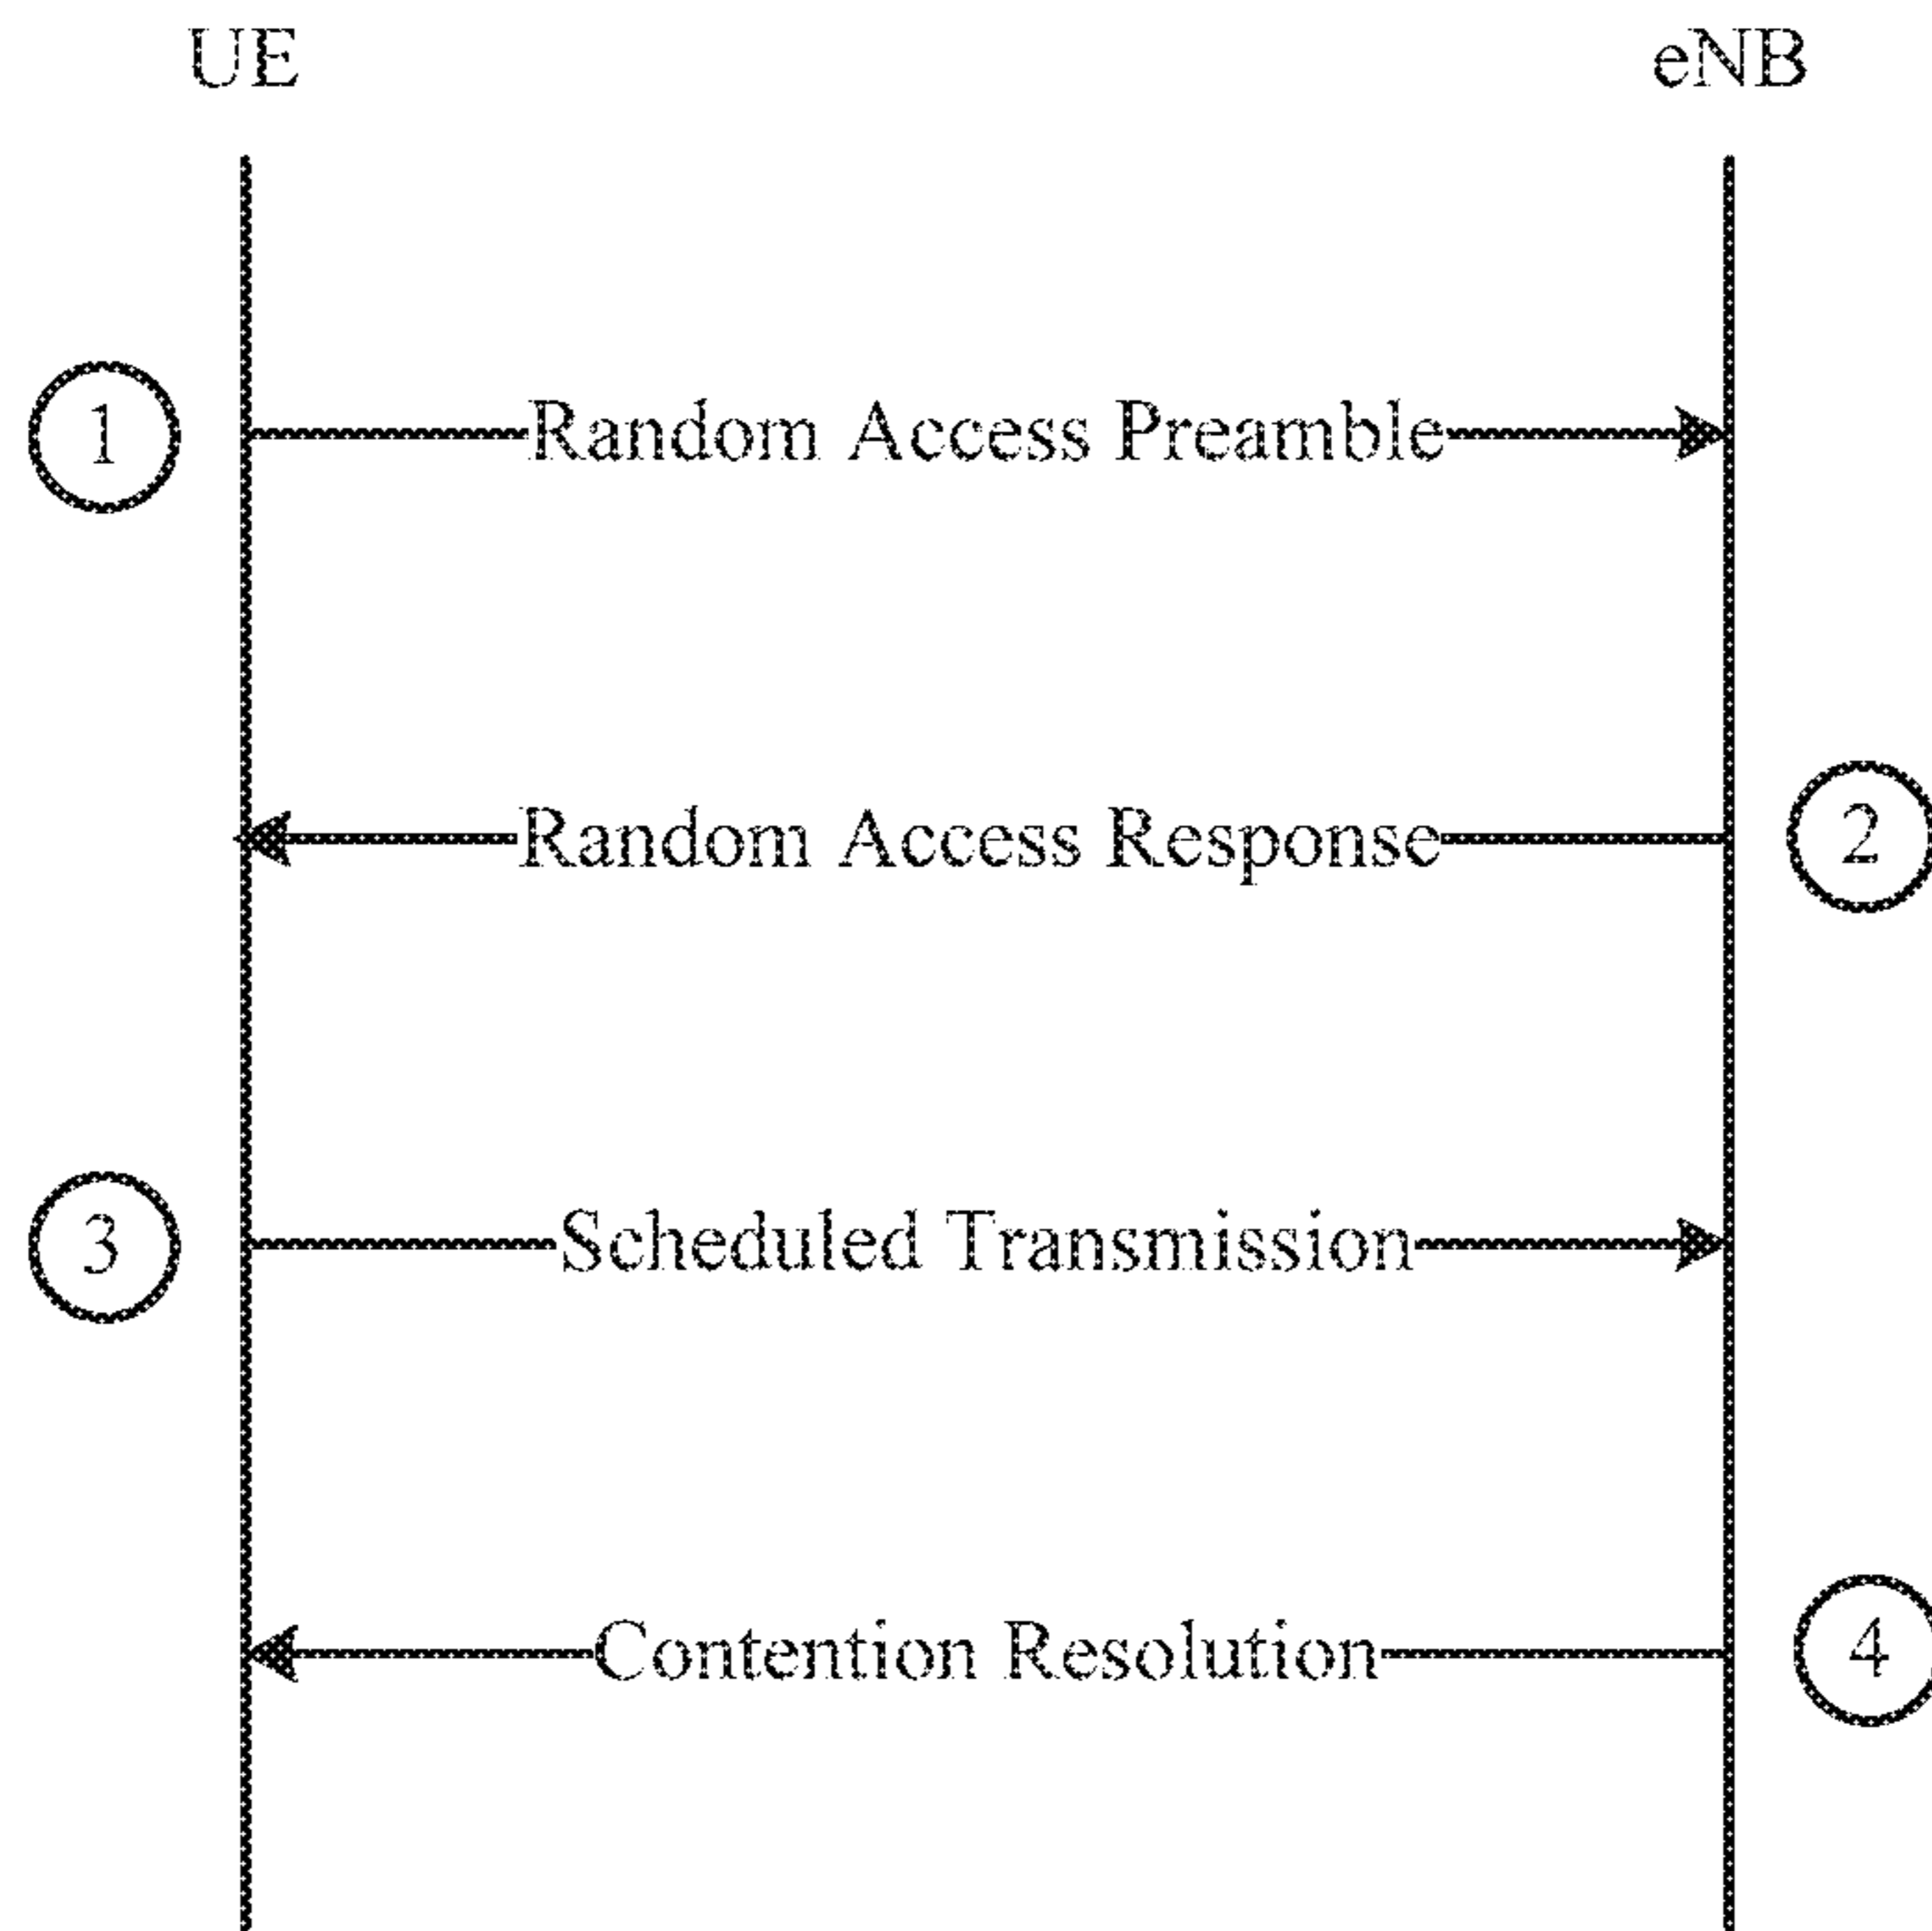 UE eNB
1 Random Access Preamble
Random Access Response 2
3 Scheduled Transmission
Contention Resolution 4